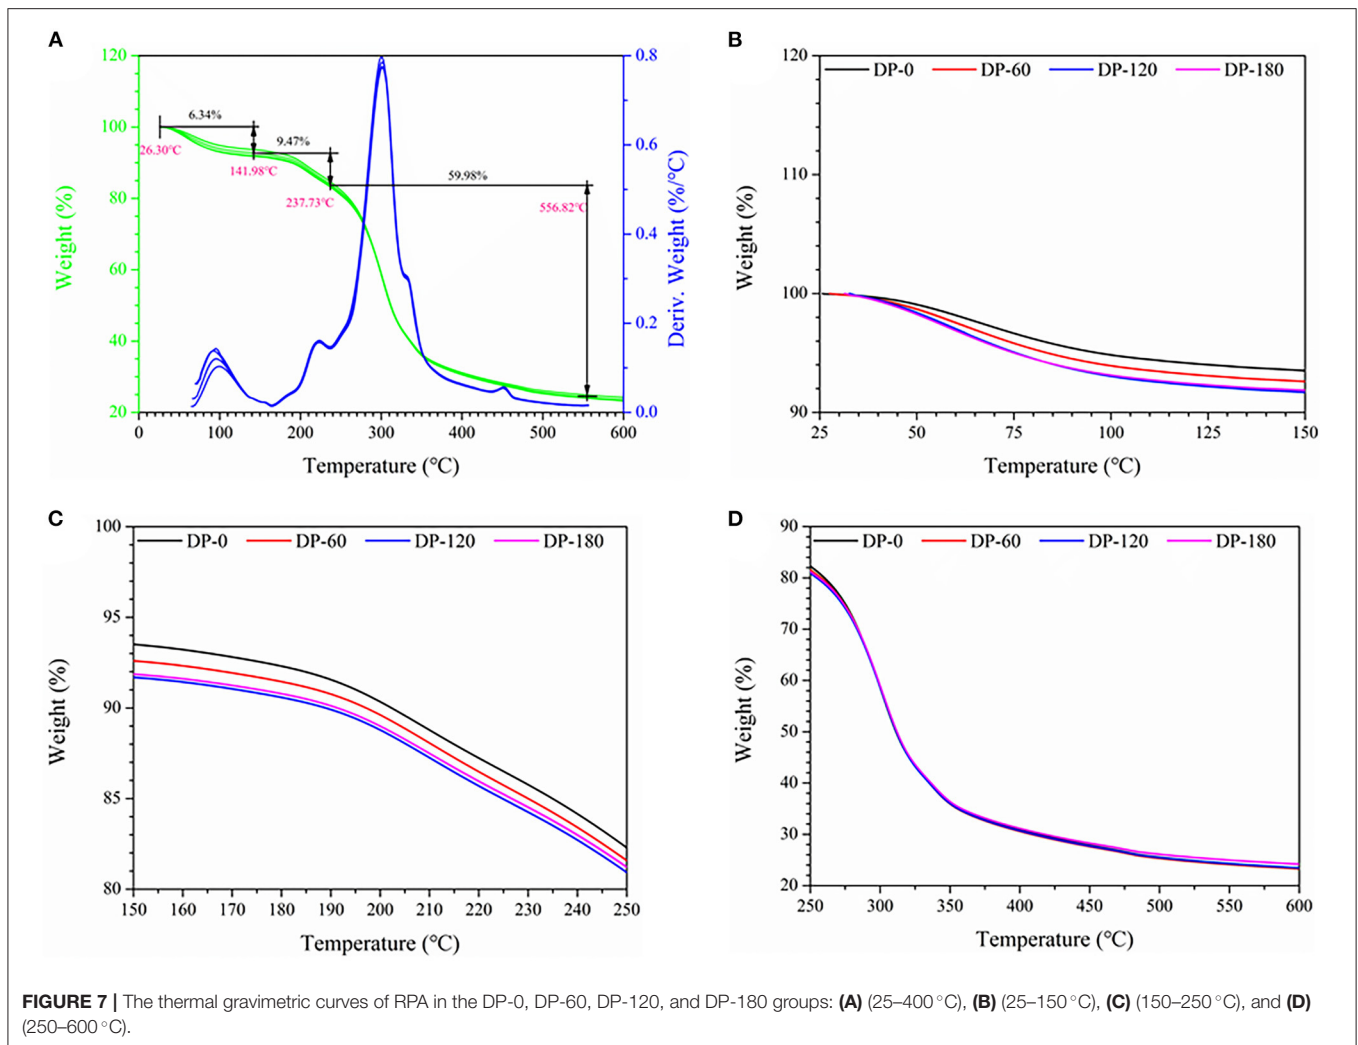 A
120
100
80
60
40
20
Weight (%)
0.8
0.6
0.4
0.2
0.0
Deriv. Weight (%/°C)
6.34%
9.47%
59.98%
26.30℃
141.98℃
237.73℃
556.82℃
0 100 200 300 400 500 600
Temperature (℃)
B
DP-0 DP-60 DP-120 DP-180
120
110
100
90
Weight (%)
25 50 75 100 125 150
Temperature (℃)
C
DP-0 DP-60 DP-120 DP-180
100
95
90
85
80
Weight (%)
150 160 170 180 190 200 210 220 230 240 250
Temperature (℃)
D
DP-0 DP-60 DP-120 DP-180
90
80
70
60
50
40
30
20
Weight (%)
250 300 350 400 450 500 550 600
Temperature (℃)
FIGURE 7 | The thermal gravimetric curves of RPA in the DP-0, DP-60, DP-120, and DP-180 groups: (A) (25–400 °C), (B) (25–150 °C), (C) (150–250 °C), and (D)
(250–600 °C).